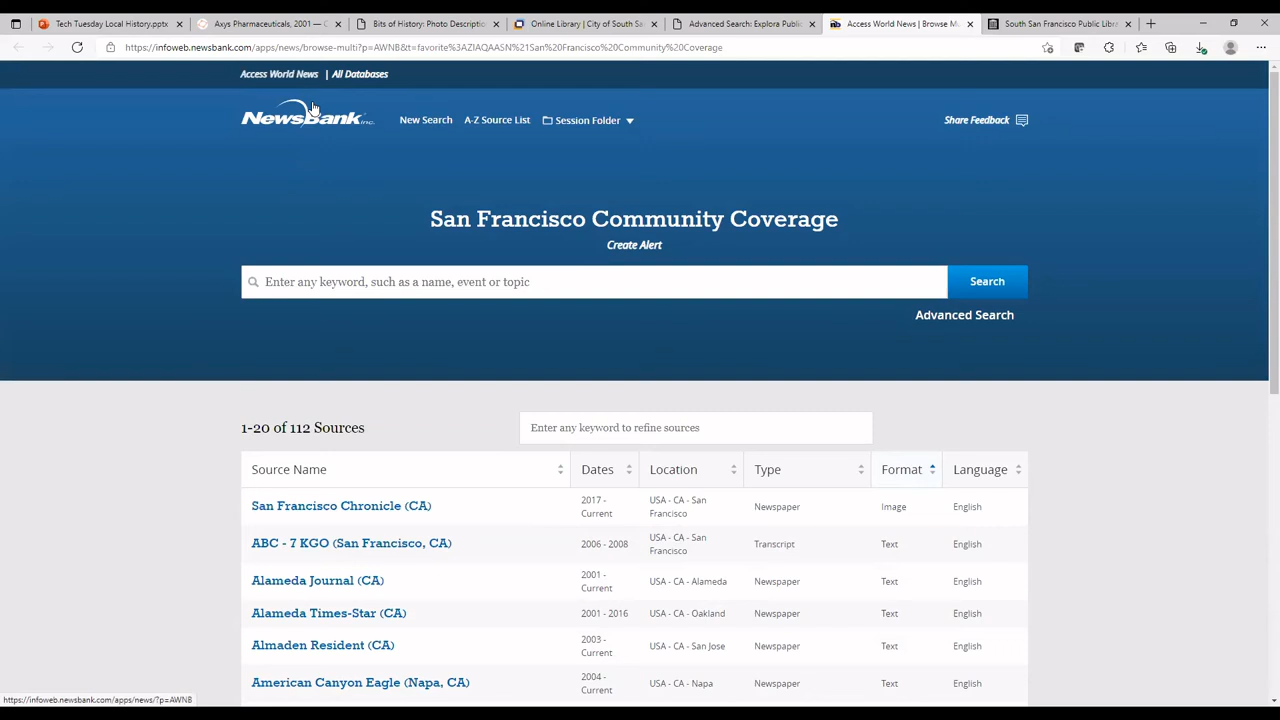 Tech Tuesday Local History.pptx
Axys Pharmaceuticals, 2001 — C
Bits of History: Photo Descriptio
Online Library | City of South Sa
Advanced Search: Explora Public
Access World News | Browse Mu
South San Francisco Public Libra
https://infoweb.newsbank.com/apps/news/browse-multi?p=AWNB&t=favorite%3AZIAQAASN%21San%20Francisco%20Community%20Coverage
Access World News | All Databases
NewsBank inc.
New Search
A-Z Source List
Session Folder
Share Feedback
San Francisco Community Coverage
Create Alert
Enter any keyword, such as a name, event or topic
Search
Advanced Search
1-20 of 112 Sources
Enter any keyword to refine sources
Source Name Dates Location Type Format Language
San Francisco Chronicle (CA) 2017 - Current USA - CA - San Francisco Newspaper Image English
ABC - 7 KGO (San Francisco, CA) 2006 - 2008 USA - CA - San Francisco Transcript Text English
Alameda Journal (CA) 2001 - Current USA - CA - Alameda Newspaper Text English
Alameda Times-Star (CA) 2001 - 2016 USA - CA - Oakland Newspaper Text English
Almaden Resident (CA) 2003 - Current USA - CA - San Jose Newspaper Text English
American Canyon Eagle (Napa, CA) 2004 - Current USA - CA - Napa Newspaper Text English
https://infoweb.newsbank.com/apps/news/?p=AWNB